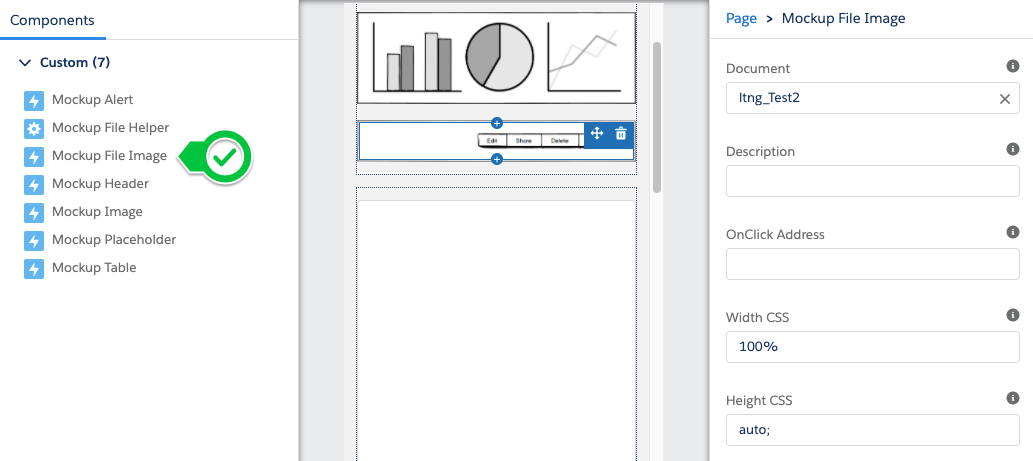 Components
Custom (7)
Mockup Alert
Mockup File Helper
Mockup File Image
Mockup Header
Mockup Image
Mockup Placeholder
Mockup Table
Edit Share Delete
Page > Mockup File Image
Document
ltng_Test2
Description
OnClick Address
Width CSS
100%
Height CSS
auto;